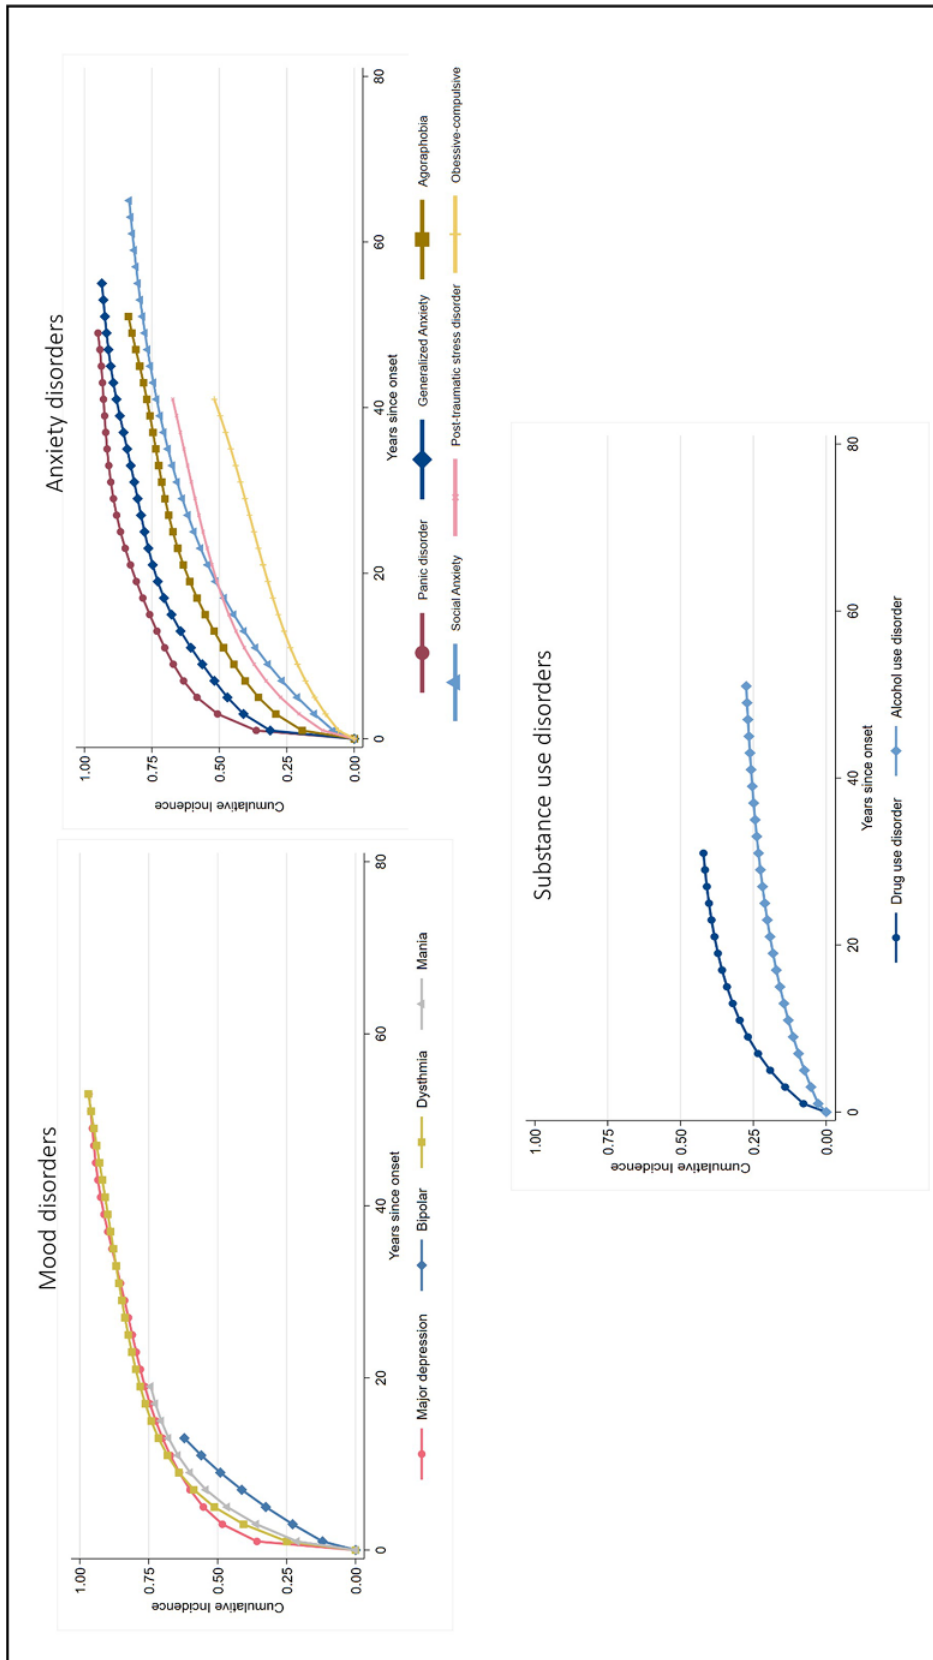 Mood disorders
1.00
0.75
0.50
0.25
0.00
Cumulative Incidence
0
20
40
60
80
Years since onset
Major depression
Bipolar
Dysthmia
Mania
Anxiety disorders
1.00
0.75
0.50
0.25
0.00
Cumulative Incidence
0
20
40
60
80
Years since onset
Panic disorder
Generalized Anxiety
Agoraphobia
Social Anxiety
Post-traumatic stress disorder
Obessive-compulsive
Substance use disorders
1.00
0.75
0.50
0.25
0.00
Cumulative Incidence
0
20
40
60
80
Years since onset
Drug use disorder
Alcohol use disorder